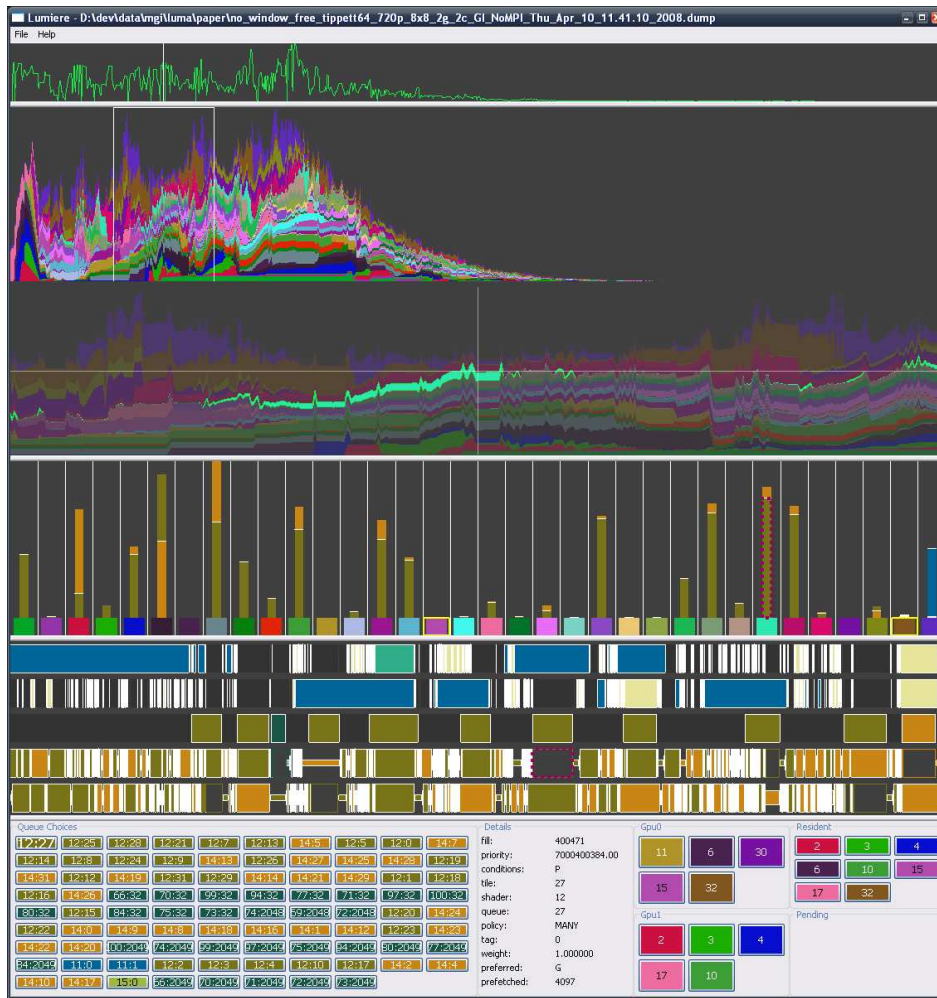 Lumiere - D:\dev\data\mgi\luma\paper\no_window_free_tippett64_720p_8x8_2g_2c_GI_NoMPI_Thu_Apr_10_11.41.10_2008.dump
File Help
Queue Choices
12:27 12:25 12:28 12:21 12:7 12:13 14:5 12:5 12:0 14:7
12:14 12:8 12:24 12:9 14:13 12:26 14:27 14:25 14:28 12:19
14:31 12:12 14:19 12:31 12:29 14:14 14:21 14:29 12:1 12:18
12:16 14:26 66:32 70:32 99:32 94:32 77:32 71:32 97:32 100:32
80:32 12:15 84:32 75:32 73:32 74:2048 69:2048 72:2048 12:20 14:24
12:22 14:0 14:9 14:8 14:18 14:16 14:1 14:12 12:23 14:23
14:22 14:20 100:2049 74:2049 99:2049 97:2049 75:2049 94:2049 80:2049 77:2049
84:2049 11:0 11:1 12:2 12:3 12:4 12:10 12:17 14:2 14:4
14:10 14:17 15:0 66:2049 70:2049 71:2049 72:2049 73:2049
Details
fill: 400471
priority: 7000400384.00
conditions: P
tile: 27
shader: 12
queue: 27
policy: MANY
tag: 0
weight: 1.000000
preferred: G
prefetched: 4097
Gpu0
11 6 30
15 32
Gpu1
2 3 4
17 10
Resident
2 3 4
6 10 15
17 32
Pending